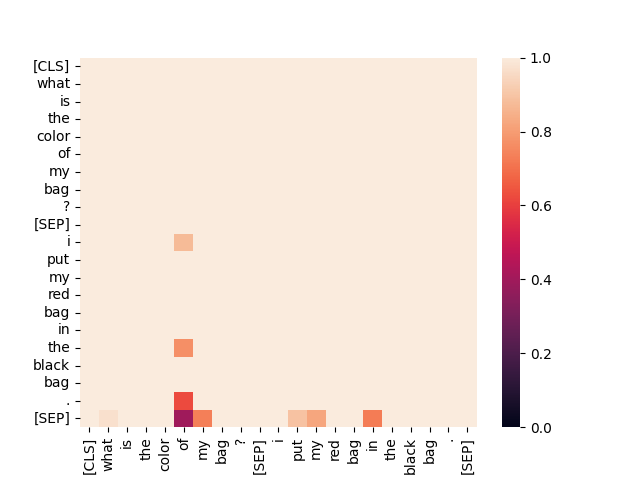 [CLS]
what
is
the
color
of
my
bag
?
[SEP]
i
put
my
red
bag
in
the
black
bag
.
[SEP]
[CLS] what is the color of my bag ? [SEP] i put my red bag in the black bag . [SEP]
1.0
0.8
0.6
0.4
0.2
0.0